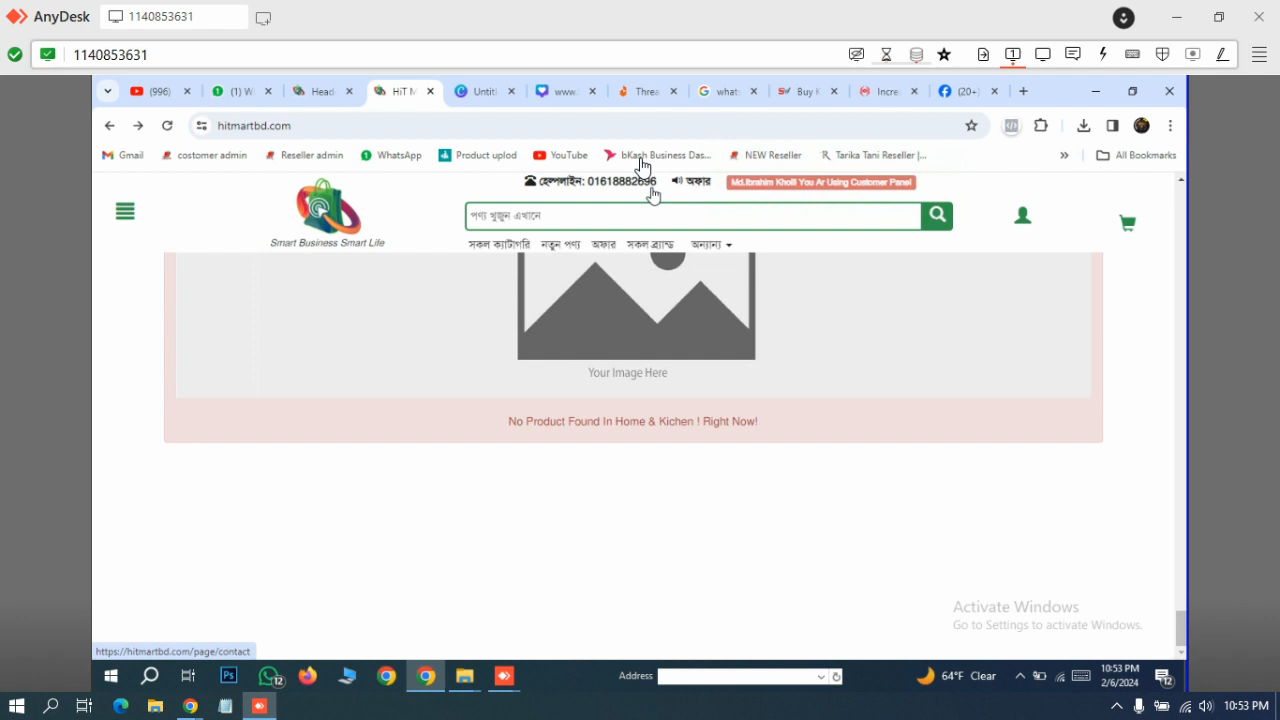 AnyDesk
1140853631
1140853631
(996)
(1) W
Head
HiT M
Untitl
www.
Threa
what
Buy K
Incre
(20+)
hitmartbd.com
Gmail
costomer admin
Reseller admin
WhatsApp
Product uplod
YouTube
bKash Business Das...
NEW Reseller
Tarika Tani Reseller |...
All Bookmarks
হেল্পলাইন: 01618882696
অফার
Md.Ibrahim Kholil You Ar Using Customer Panel
Smart Business Smart Life
পণ্য খুজুন এখানে
সকল ক্যাটাগরি
নতুন পণ্য
অফার
সকল ব্র্যান্ড
অন্যান্য
Your Image Here
No Product Found In Home & Kichen ! Right Now!
Activate Windows
Go to Settings to activate Windows.
https://hitmartbd.com/page/contact
Ps
12
Address
64°F Clear
10:53 PM
2/6/2024
12
10:53 PM